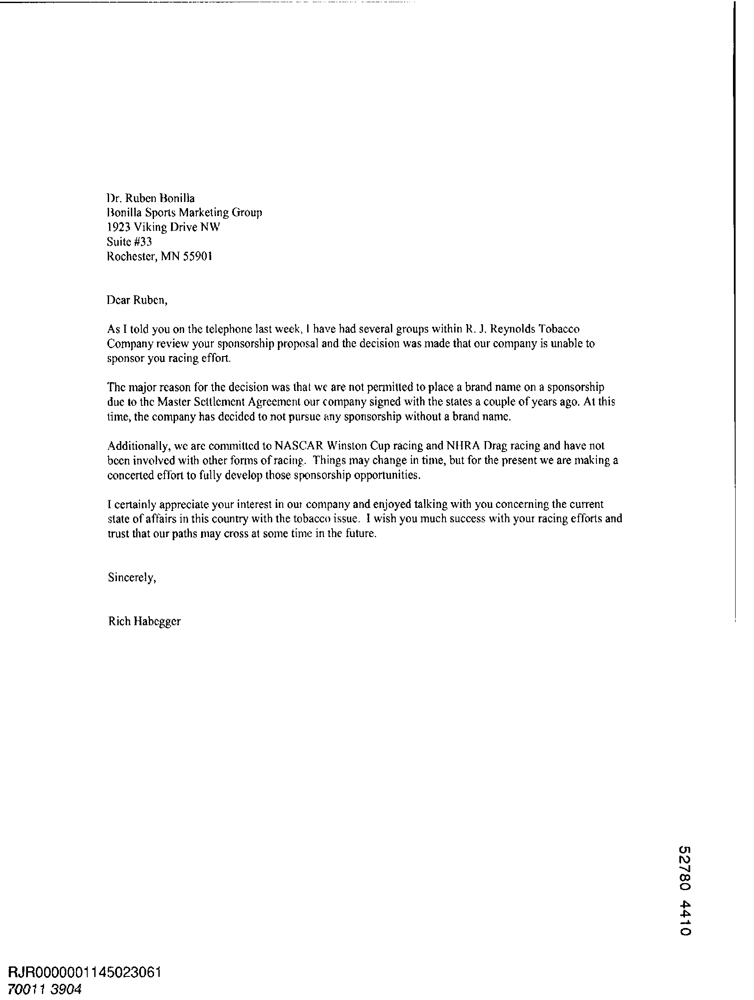 Dr. Ruben Bonilla
Bonilla Sports Marketing Group
1923 Viking Drive NW
Suite #33
Rochester, MN 55901
Dear Ruben,
As I told you on the telephone last week, I have had several groups within R. J. Reynolds Tobacco
Company review your sponsorship proposal and the decision was made that our company is unable to
sponsor you racing effort.
The major reason for the decision was that we are not permitted to place a brand name on a sponsorship
due to the Master Settlement Agreement our company signed with the states a couple of years ago. At this
time, the company has decided to not pursue any sponsorship without a brand name.
Additionally, we are committed to NASCAR Winston Cup racing and NHRA Drag racing and have not
been involved with other forms of racing.  Things may change in time, but for the present we are making a
concerted effort to fully develop those sponsorship opportunities.
I certainly appreciate your interest in our company and enjoyed talking with you concerning the current
state of affairs in this country with the tobacco issue.  I wish you much success with your racing efforts and
trust that our paths may cross at some time in the future.
Sincerely,
Rich Habegger
52780 4410
RJR0000001145023061
70011 3904